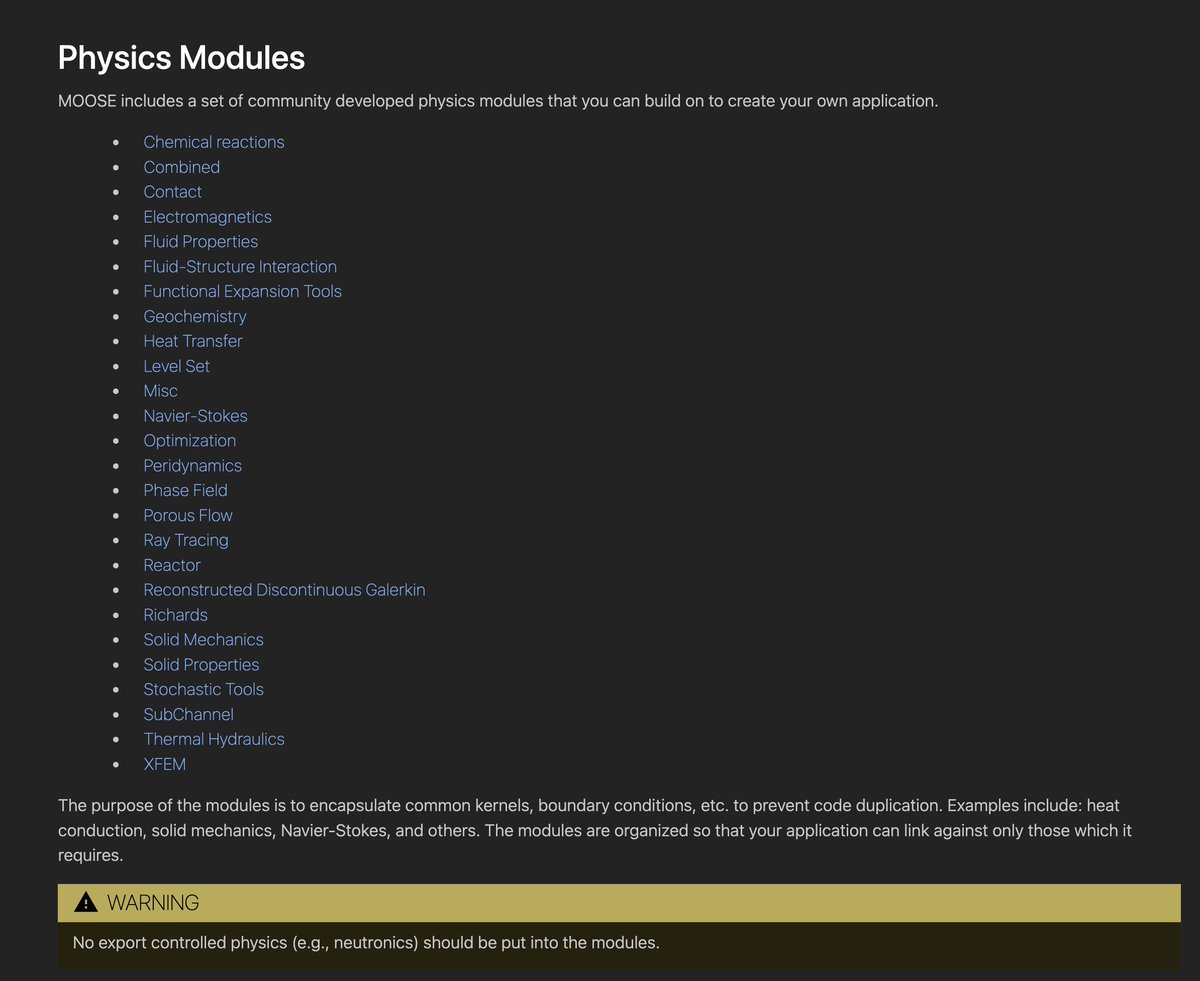 Physics Modules
MOOSE includes a set of community developed physics modules that you can build on to create your own application.
Chemical reactions
Combined
Contact
Electromagnetics
Fluid Properties
Fluid-Structure Interaction
Functional Expansion Tools
Geochemistry
Heat Transfer
Level Set
Misc
Navier-Stokes
Optimization
Peridynamics
Phase Field
Porous Flow
Ray Tracing
Reactor
Reconstructed Discontinuous Galerkin
Richards
Solid Mechanics
Solid Properties
Stochastic Tools
SubChannel
Thermal Hydraulics
XFEM
The purpose of the modules is to encapsulate common kernels, boundary conditions, etc. to prevent code duplication. Examples include: heat
conduction, solid mechanics, Navier-Stokes, and others. The modules are organized so that your application can link against only those which it
requires.
WARNING
No export controlled physics (e.g., neutronics) should be put into the modules.